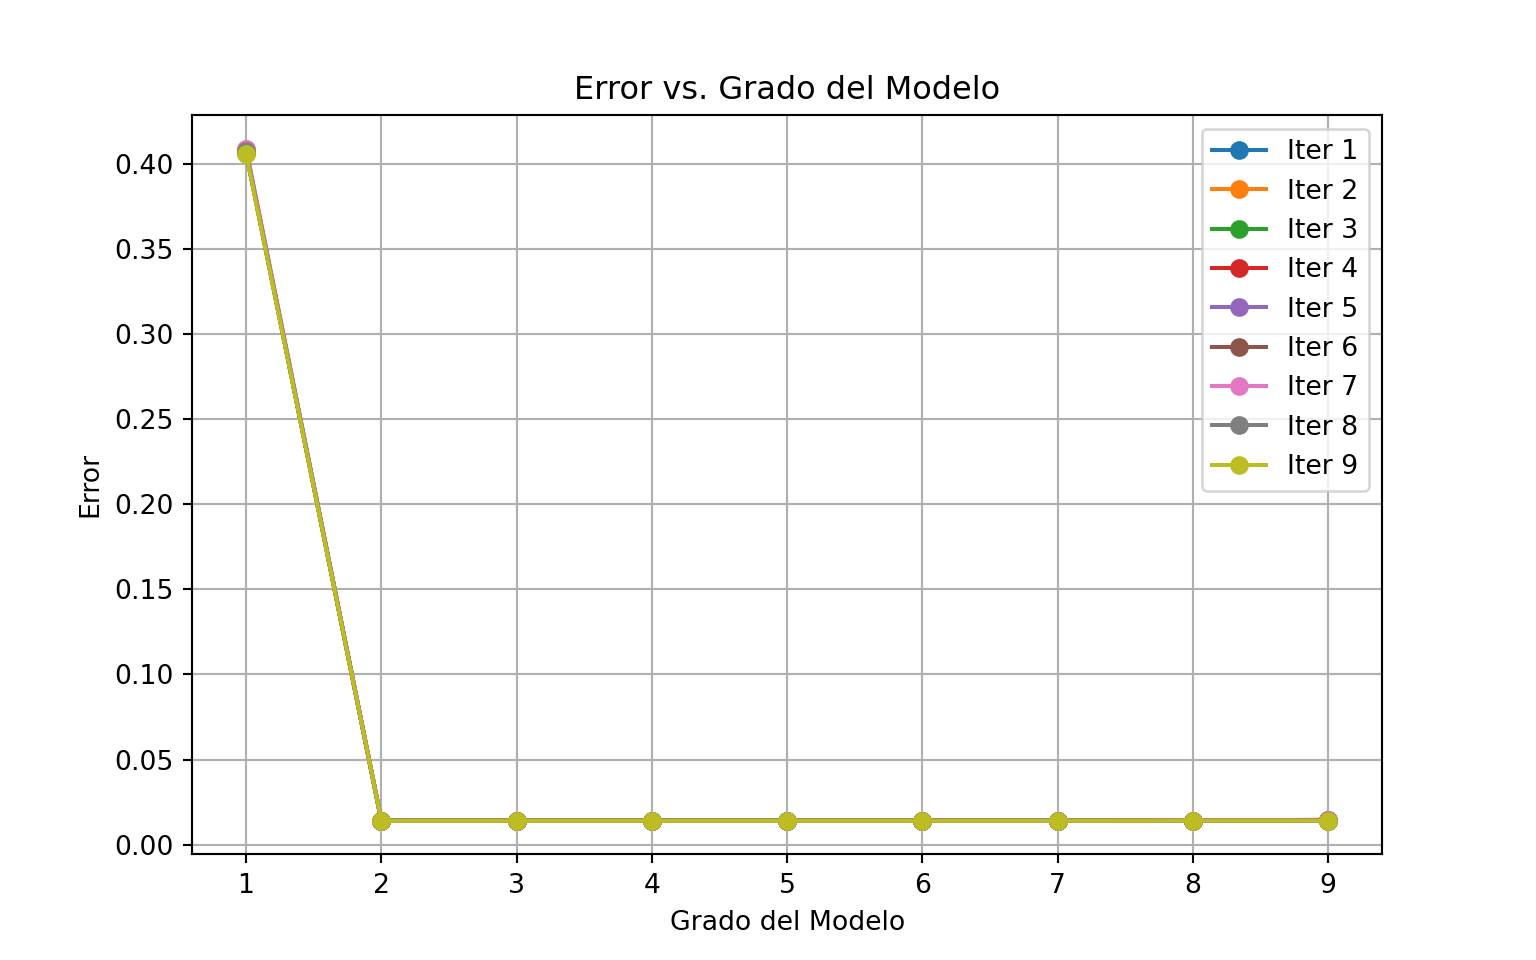 Error vs. Grado del Modelo
Error
0.40
0.35
0.30
0.25
0.20
0.15
0.10
0.05
0.00
Iter 1
Iter 2
Iter 3
Iter 4
Iter 5
Iter 6
Iter 7
Iter 8
Iter 9
1 2 3 4 5 6 7 8 9
Grado del Modelo